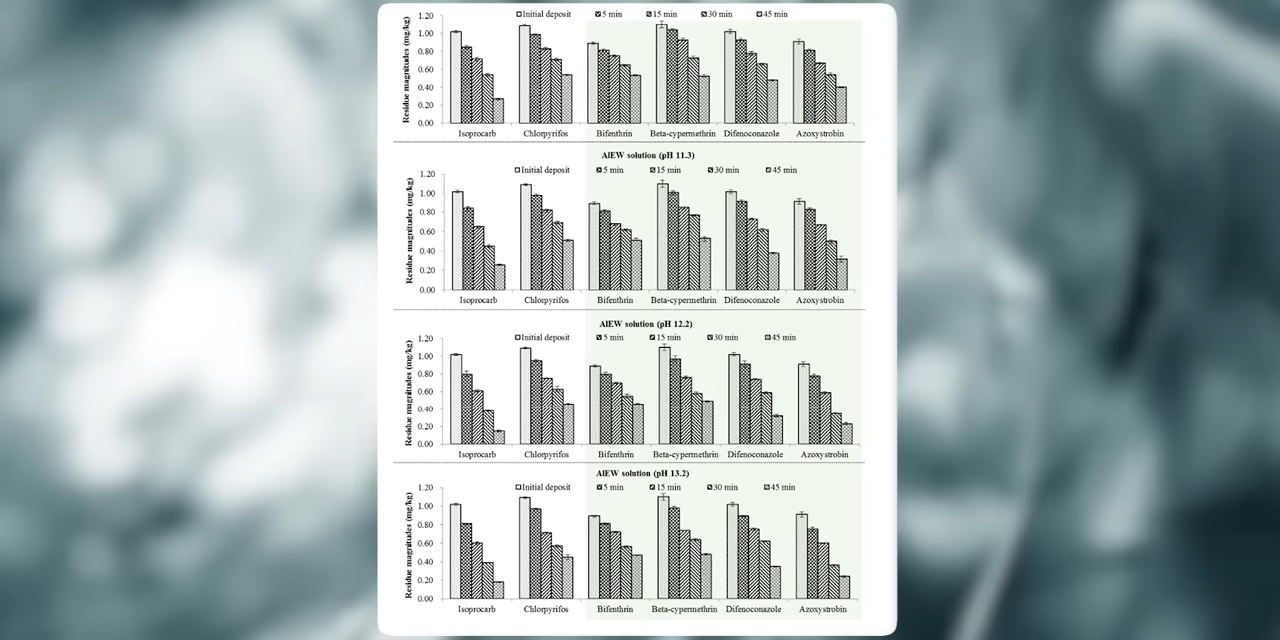 Initial deposit 5 min 15 min 30 min 45 min
Residue magnitudes (mg/kg)
1.20
1.00
0.80
0.60
0.40
0.20
0.00
Isoprocarb Chlorpyrifos Bifenthrin Beta-cypermethrin Difenoconazole Azoxystrobin
AlEW solution (pH 11.3)
Initial deposit 5 min 15 min 30 min 45 min
Residue magnitudes (mg/kg)
1.20
1.00
0.80
0.60
0.40
0.20
0.00
Isoprocarb Chlorpyrifos Bifenthrin Beta-cypermethrin Difenoconazole Azoxystrobin
AlEW solution (pH 12.2)
Initial deposit 5 min 15 min 30 min 45 min
Residue magnitudes (mg/kg)
1.20
1.00
0.80
0.60
0.40
0.20
0.00
Isoprocarb Chlorpyrifos Bifenthrin Beta-cypermethrin Difenoconazole Azoxystrobin
AlEW solution (pH 13.2)
Initial deposit 5 min 15 min 30 min 45 min
Residue magnitudes (mg/kg)
1.20
1.00
0.80
0.60
0.40
0.20
0.00
Isoprocarb Chlorpyrifos Bifenthrin Beta-cypermethrin Difenoconazole Azoxystrobin